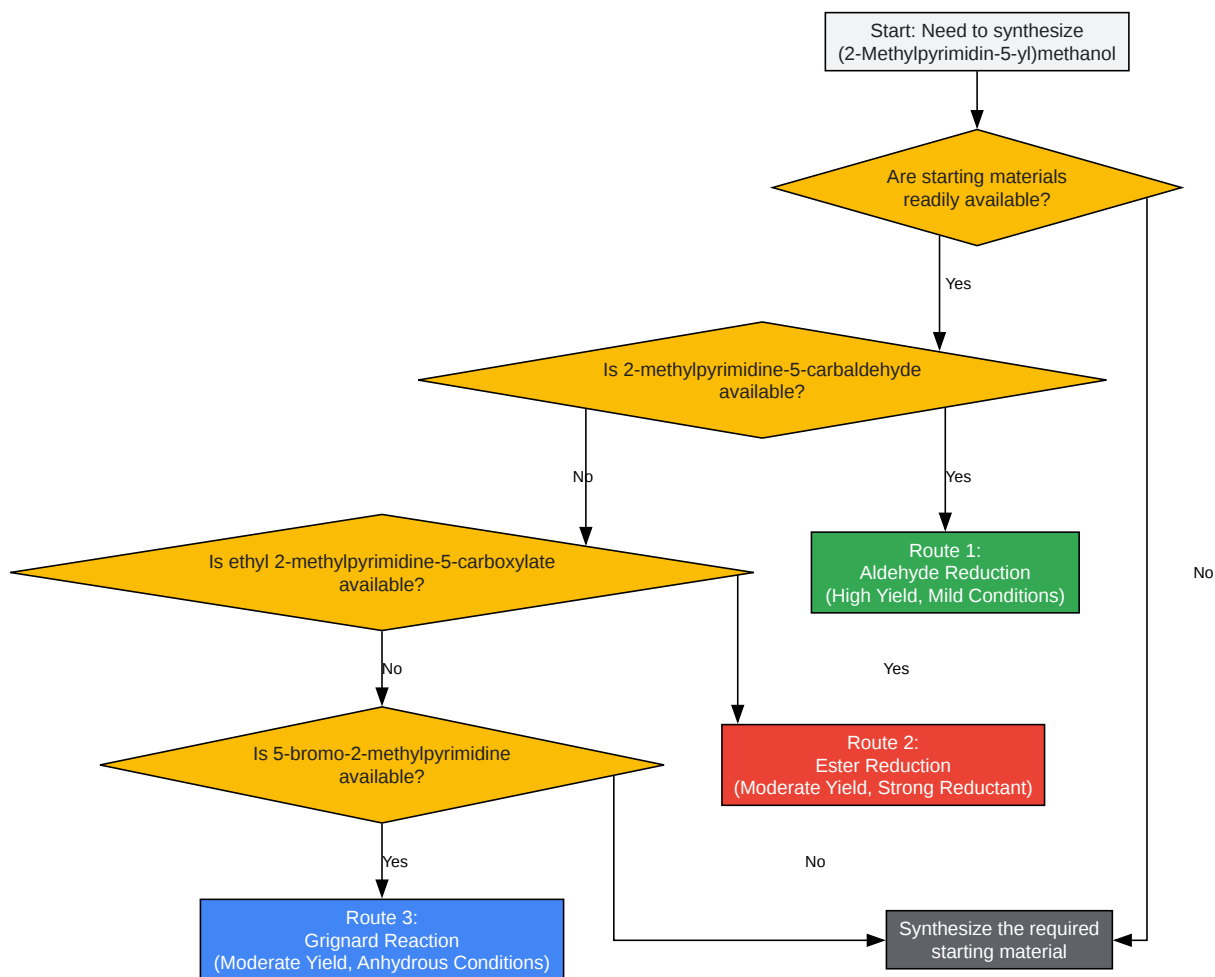 Start: Need to synthesize
(2-Methylpyrimidin-5-yl)methanol
Are starting materials
readily available?
Yes
Is 2-methylpyrimidine-5-carbaldehyde
available?
No
Yes
Is ethyl 2-methylpyrimidine-5-carboxylate
available?
Route 1:
Aldehyde Reduction
(High Yield, Mild Conditions)
No
No
Yes
Is 5-bromo-2-methylpyrimidine
available?
Route 2:
Ester Reduction
(Moderate Yield, Strong Reductant)
Yes
No
Route 3:
Grignard Reaction
(Moderate Yield, Anhydrous Conditions)
Synthesize the required
starting material